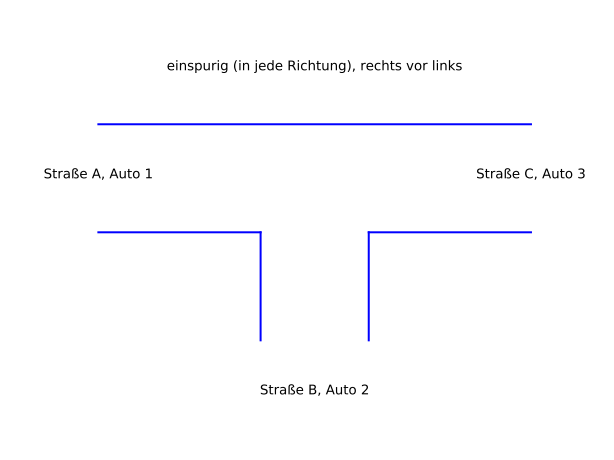 einspurig (in jede Richtung), rechts vor links
Straße A, Auto 1
Straße C, Auto 3
Straße B, Auto 2